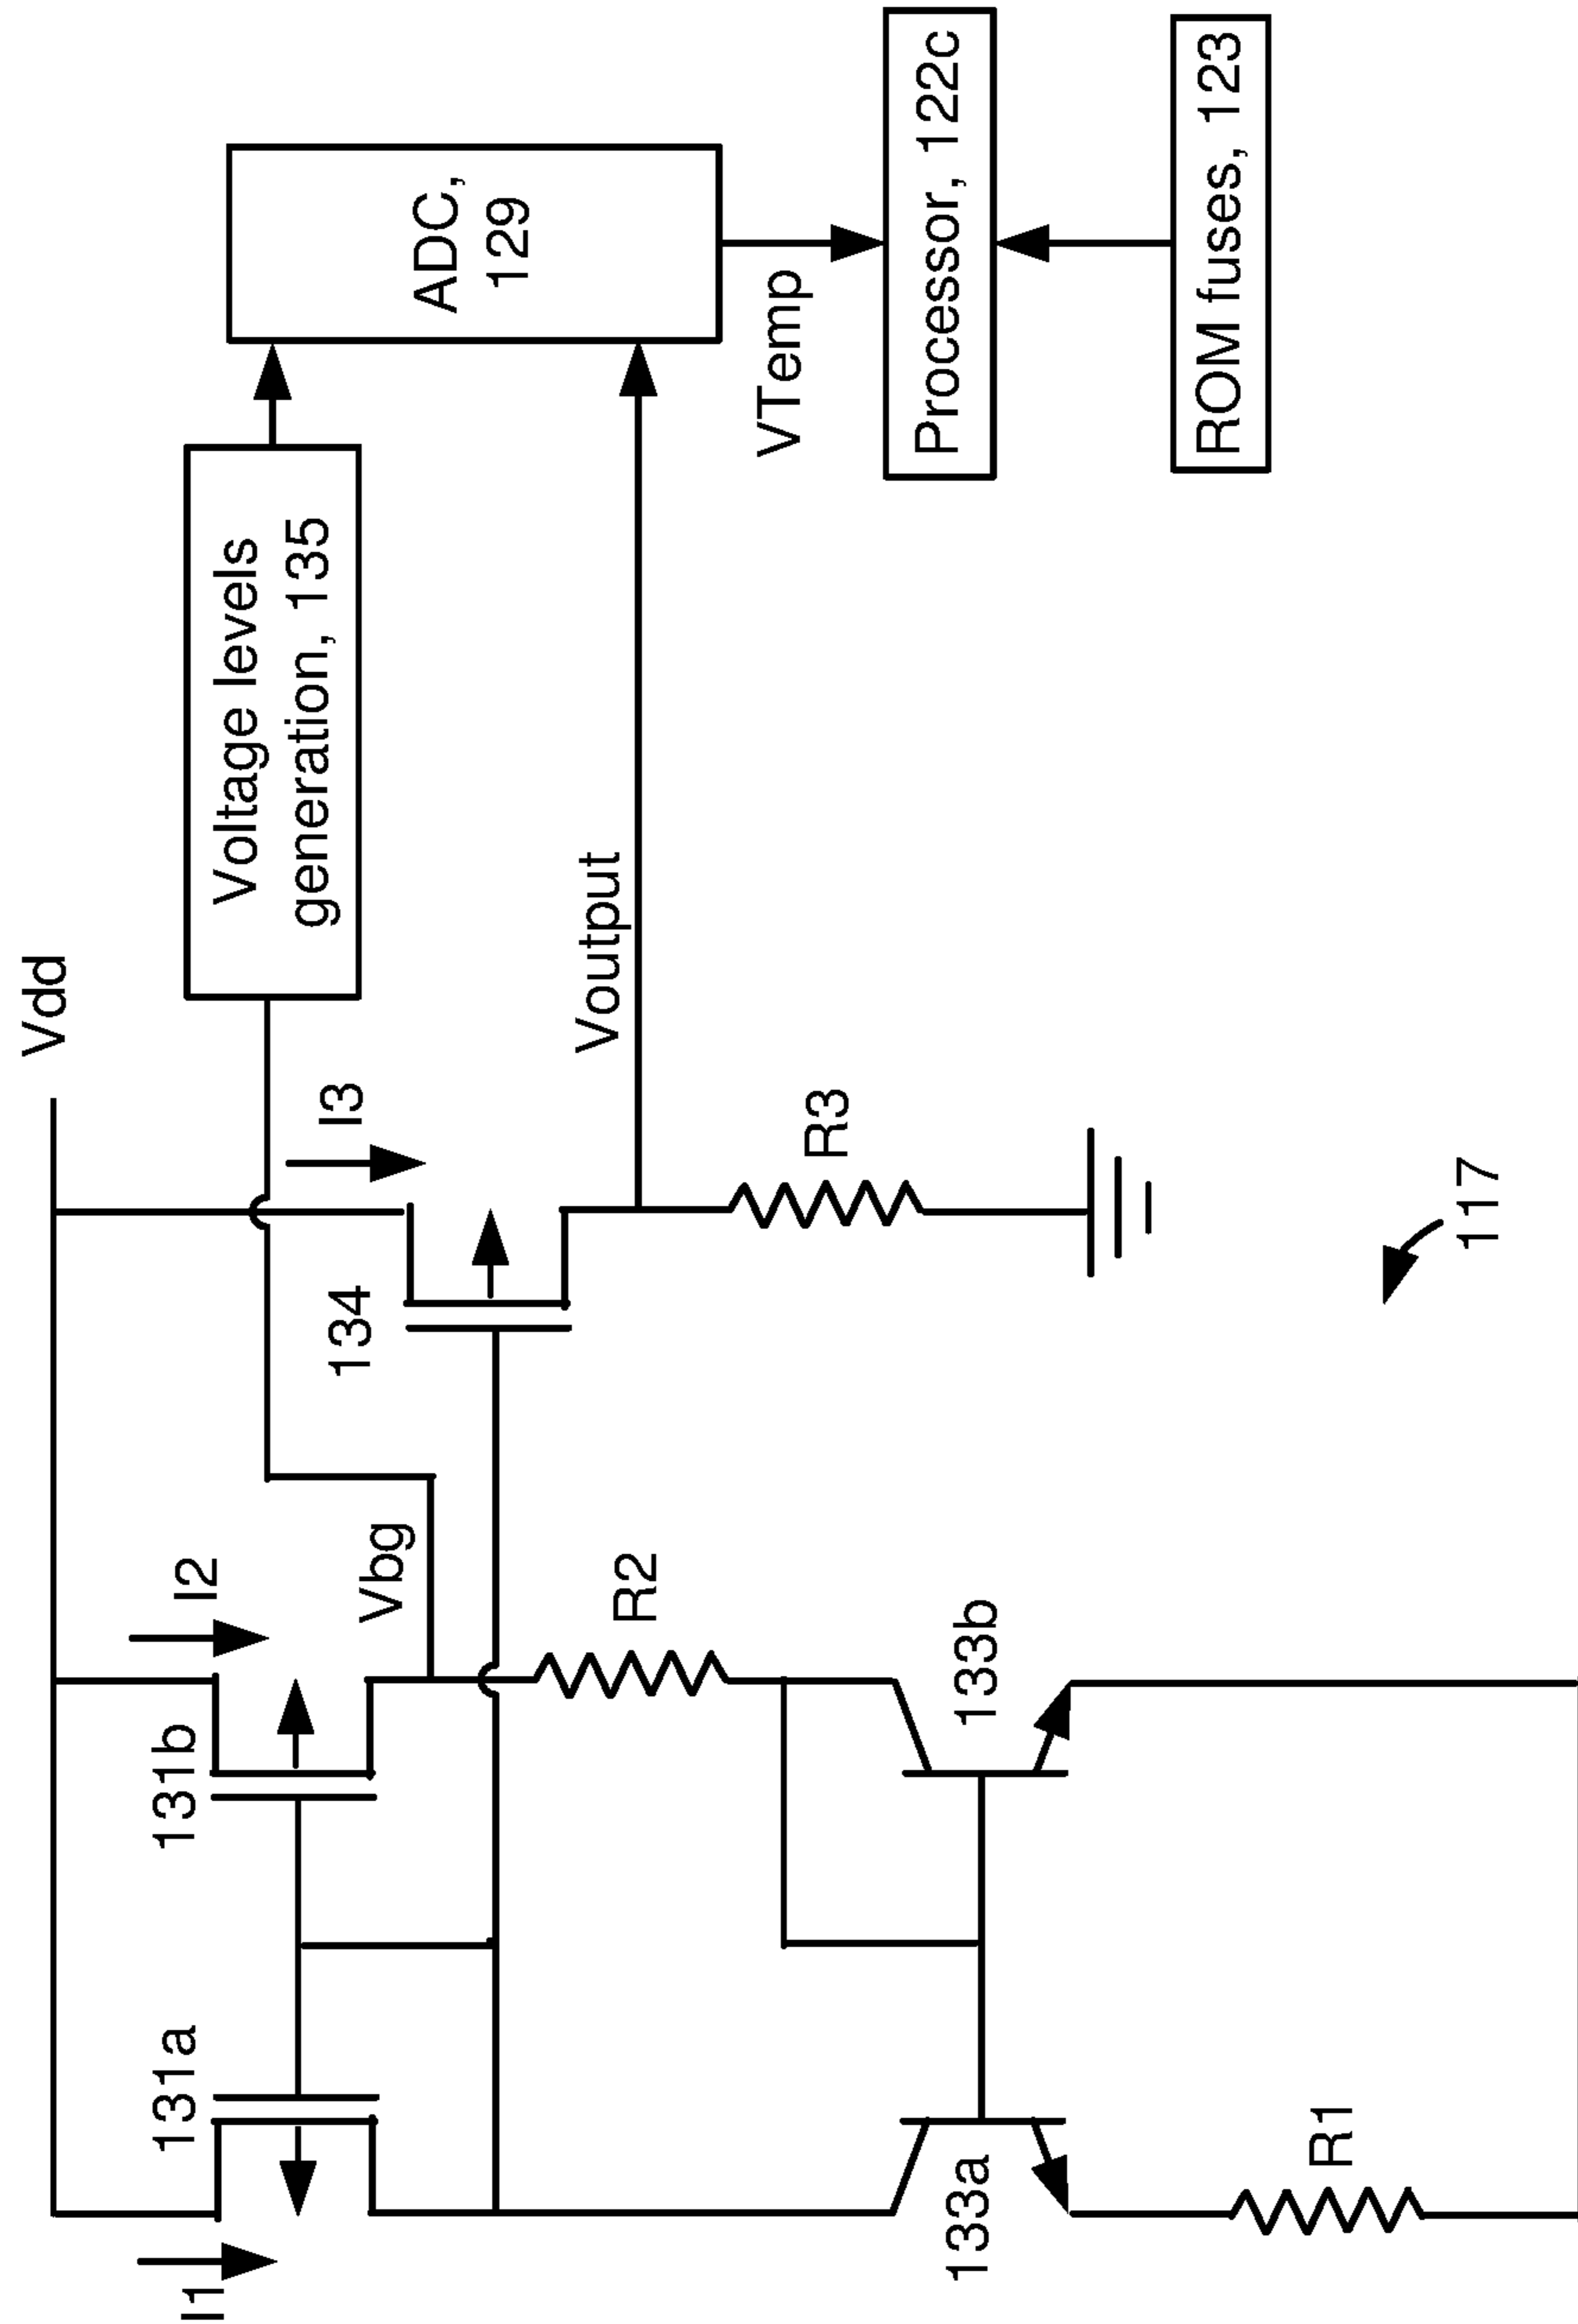 Vdd
I1
131a
131b
I2
Vbg
134
I3
Voltage levels
generation, 135
ADC,
129
Voutput
R2
R3
VTemp
Processor, 122c
ROM fuses, 123
133a
133b
R1
117